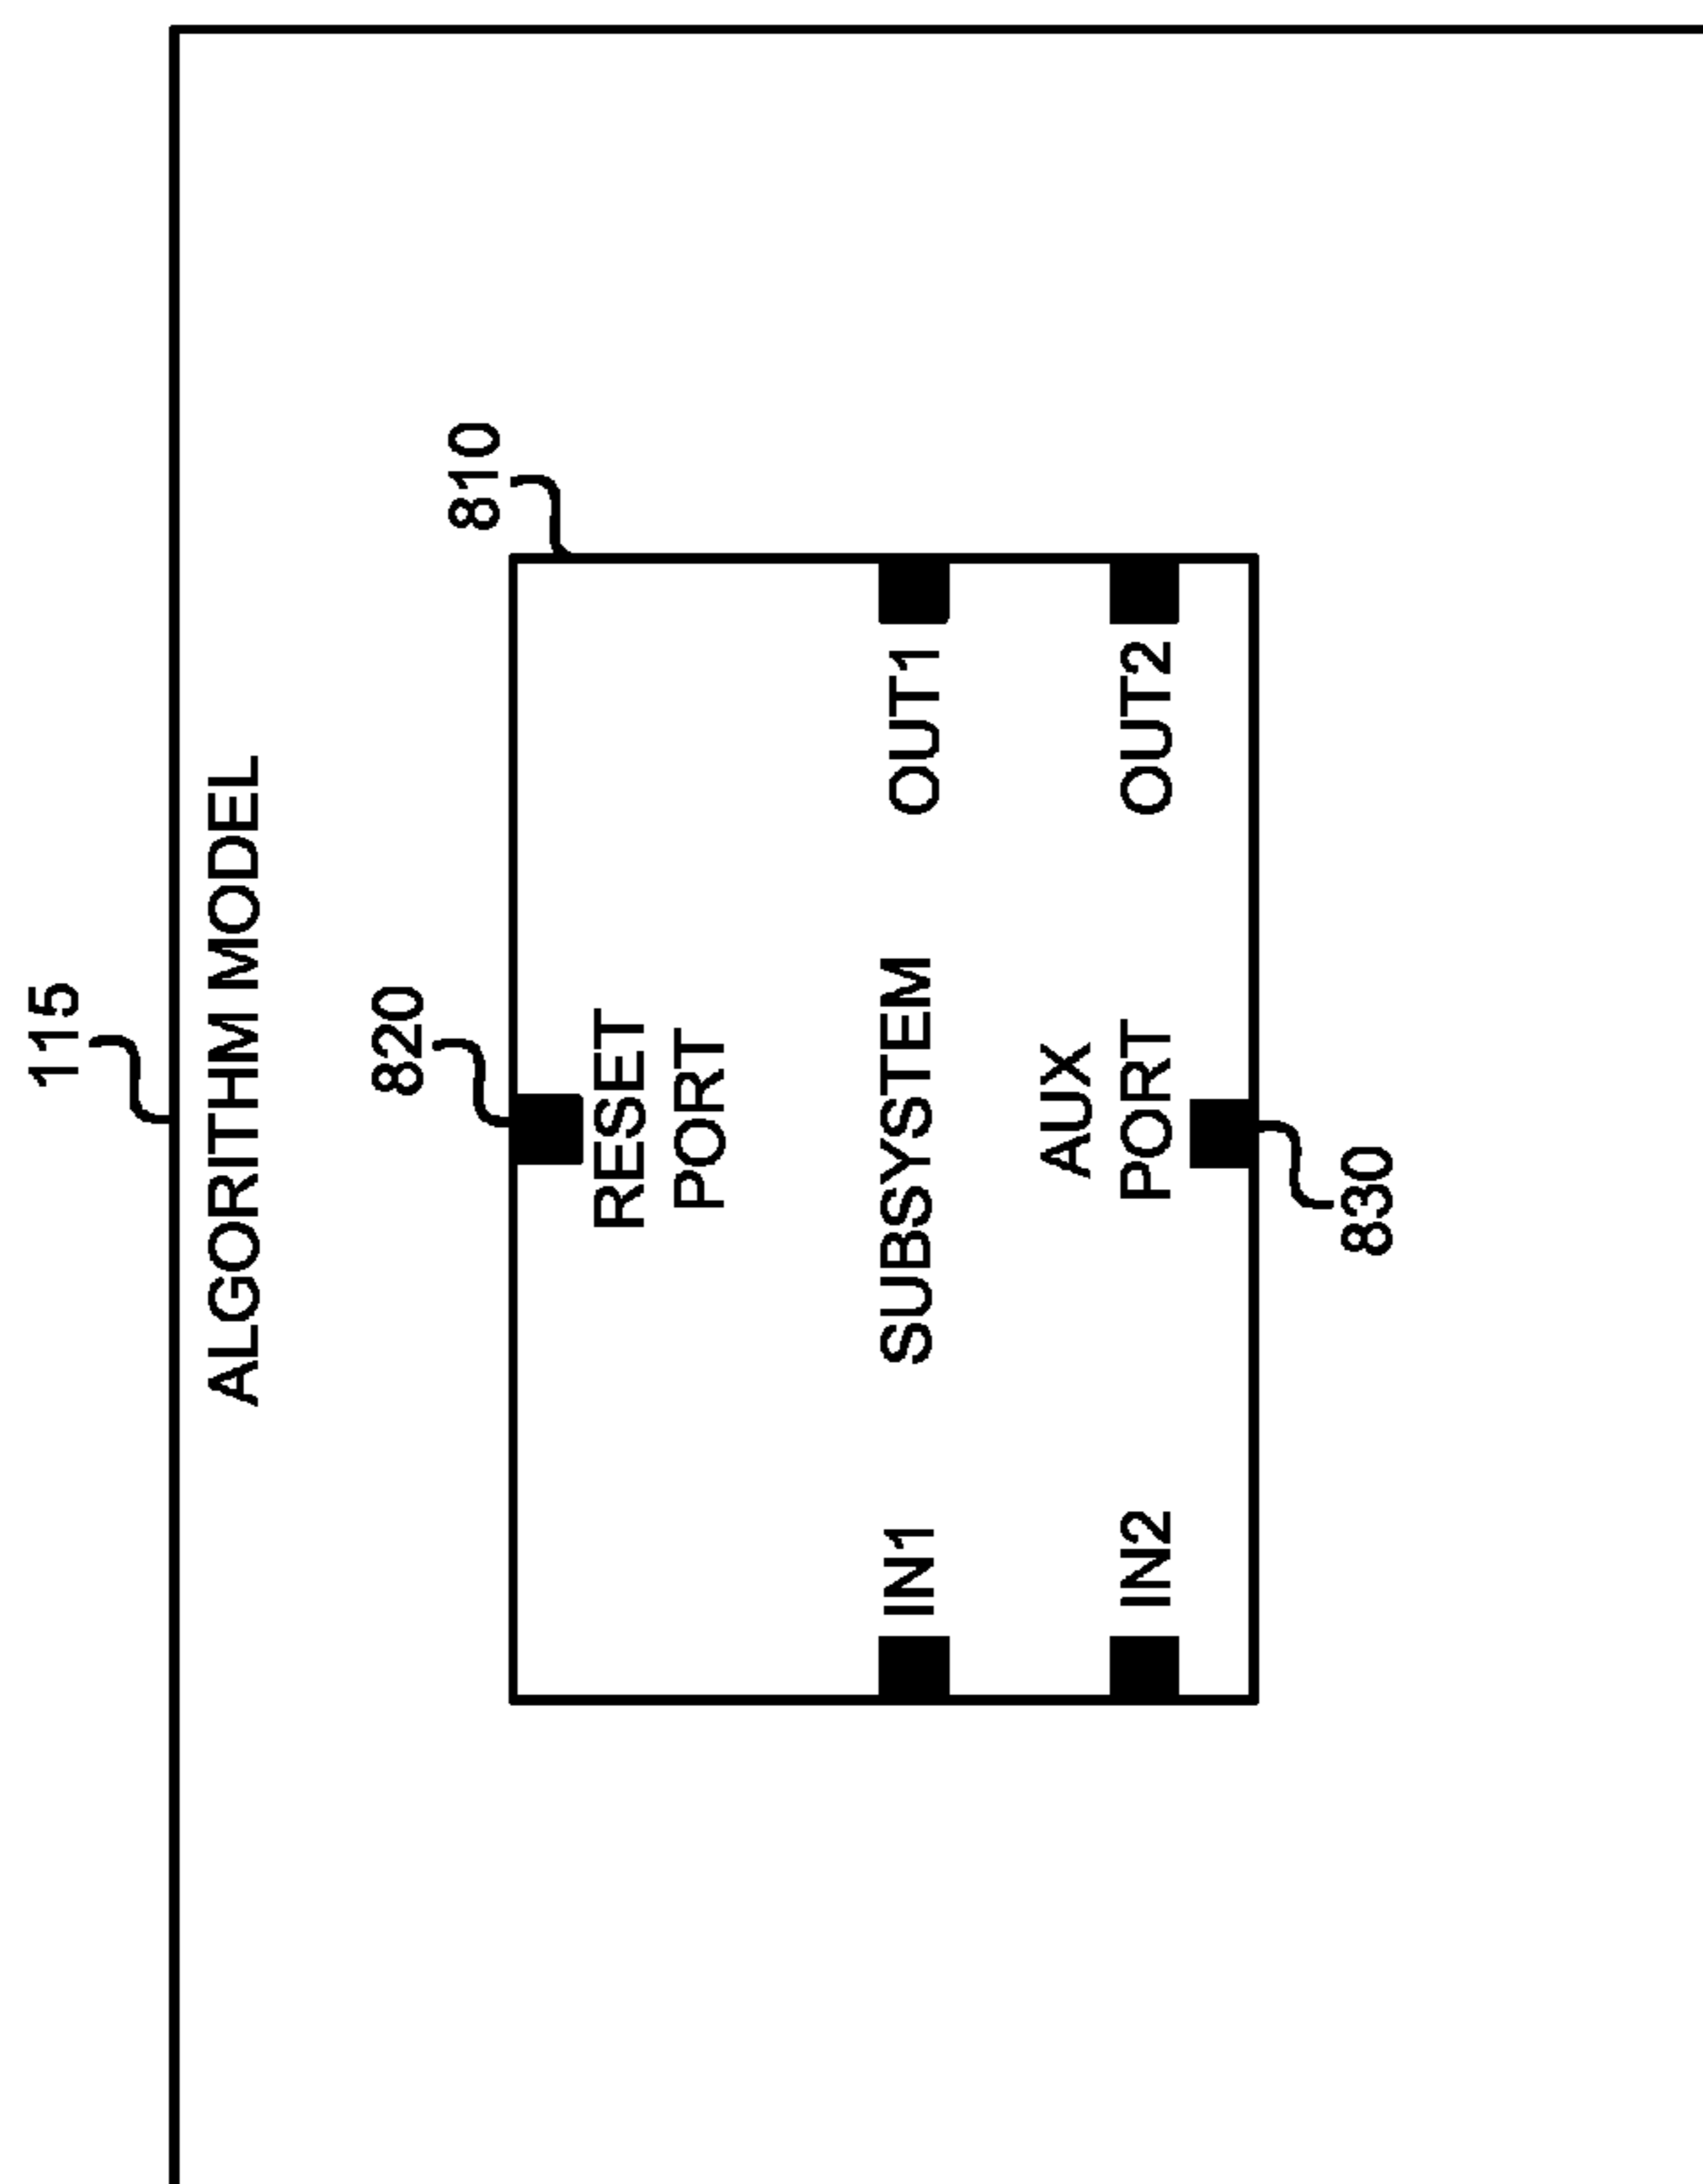 115
ALGORITHM MODEL
820
810
RESET
PORT
IN1
SUBSYSTEM
OUT1
AUX
IN2
PORT
OUT2
830